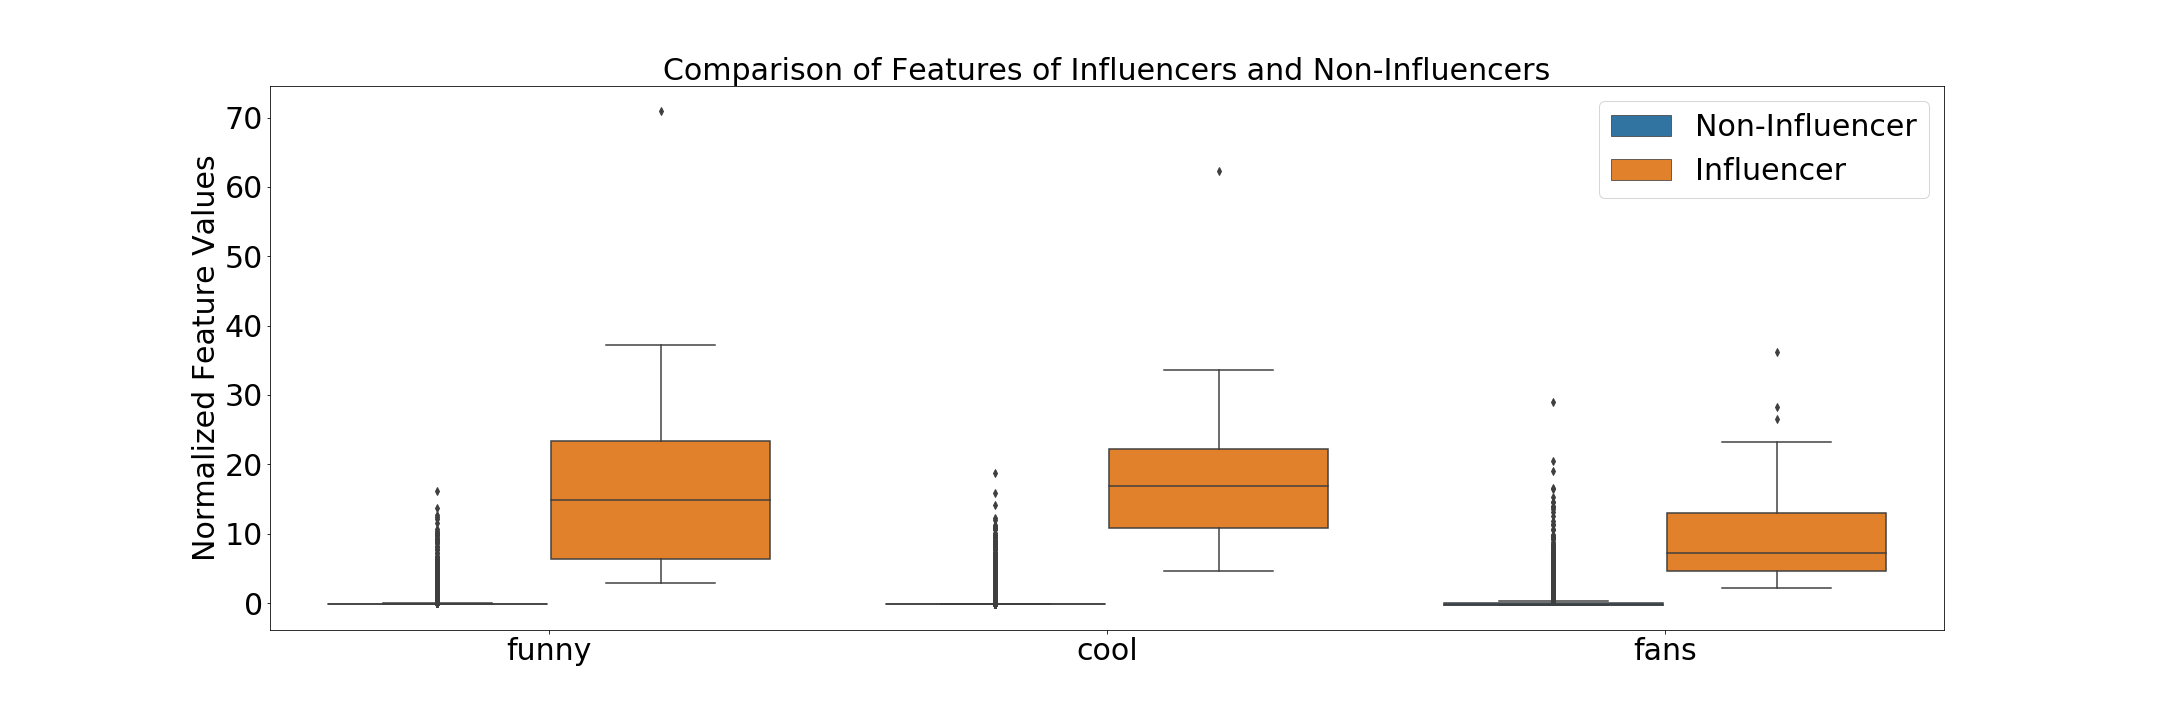 Comparison of Features of Influencers and Non-Influencers
Normalized Feature Values
70
60
50
40
30
20
10
0
Non-Influencer
Influencer
funny
cool
fans